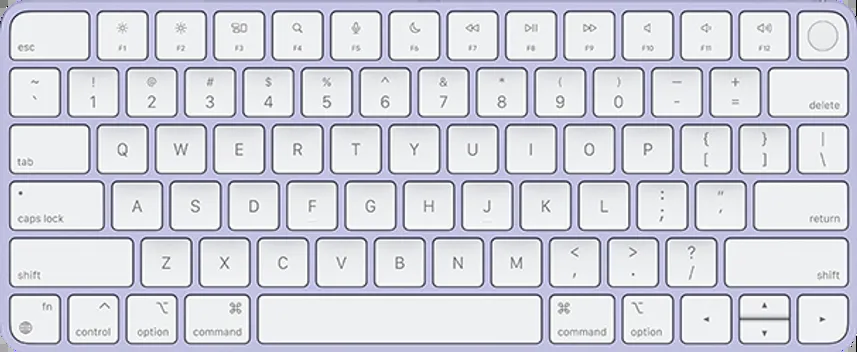 esc F1 F2 F3 F4 F5 F6 F7 F8 F9 F10 F11 F12
~ ! @ # $ % ^ & * ( ) — +
` 1 2 3 4 5 6 7 8 9 0 - = delete
tab Q W E R T Y U I O P { [ } ] | \
caps lock A S D F G H J K L : ; " ' return
shift Z X C V B N M < , > . ? / shift
fn control option command command option